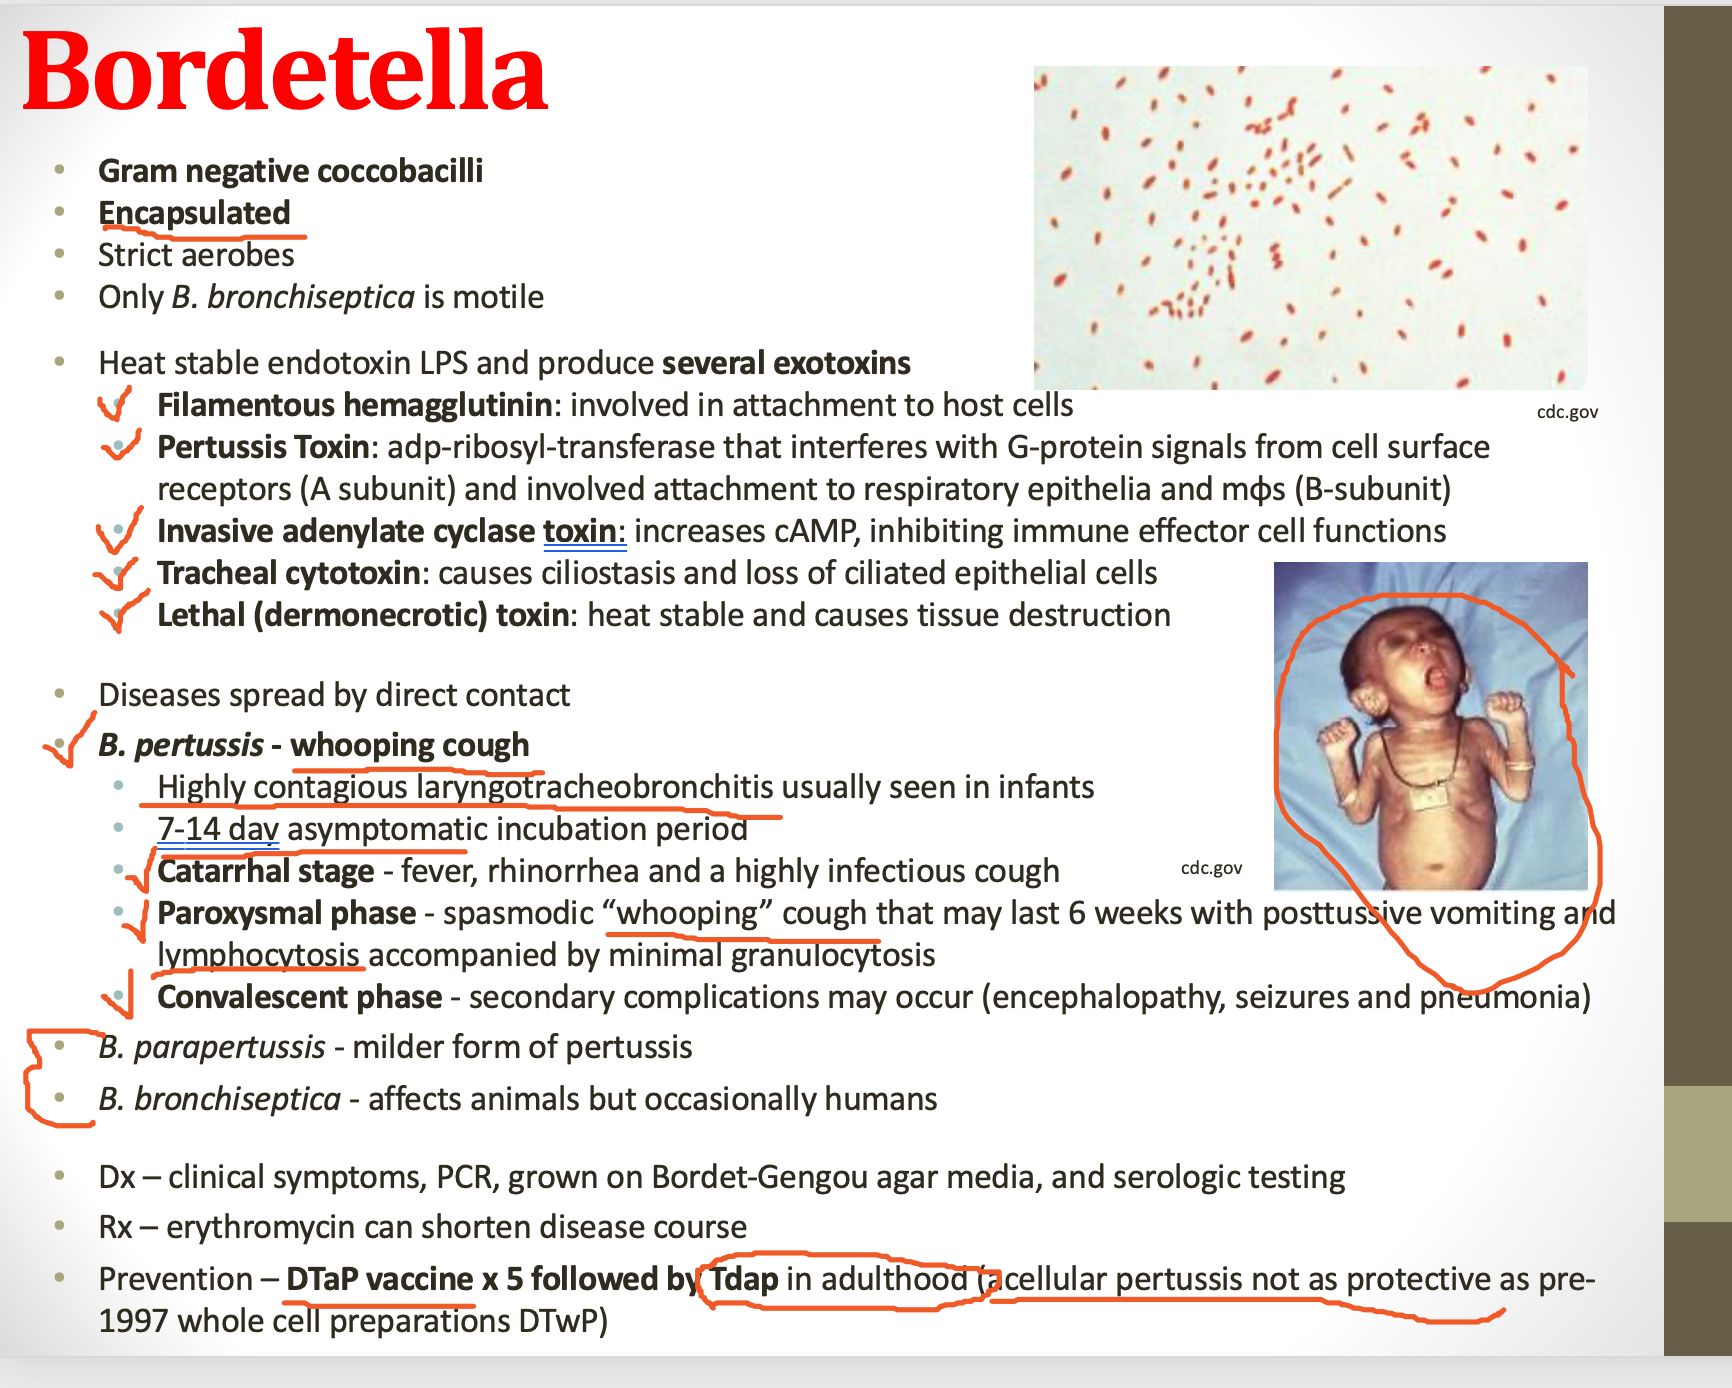 Bordetella
• Gram negative coccobacilli
• Encapsulated
• Strict aerobes
• Only B. bronchiseptica is motile
• Heat stable endotoxin LPS and produce several exotoxins
• Filamentous hemagglutinin: involved in attachment to host cells
• Pertussis Toxin: adp-ribosyl-transferase that interferes with G-protein signals from cell surface
receptors (A subunit) and involved attachment to respiratory epithelia and mфs (B-subunit)
• Invasive adenylate cyclase toxin: increases cAMP, inhibiting immune effector cell functions
• Tracheal cytotoxin: causes ciliostasis and loss of ciliated epithelial cells
• Lethal (dermonecrotic) toxin: heat stable and causes tissue destruction
cdc.gov
• Diseases spread by direct contact
• B. pertussis - whooping cough
• Highly contagious laryngotracheobronchitis usually seen in infants
• 7-14 day asymptomatic incubation period
• Catarrhal stage - fever, rhinorrhea and a highly infectious cough
cdc.gov
• Paroxysmal phase - spasmodic “whooping” cough that may last 6 weeks with posttussive vomiting and
lymphocytosis accompanied by minimal granulocytosis
• Convalescent phase - secondary complications may occur (encephalopathy, seizures and pneumonia)
• B. parapertussis - milder form of pertussis
• B. bronchiseptica - affects animals but occasionally humans
• Dx – clinical symptoms, PCR, grown on Bordet-Gengou agar media, and serologic testing
• Rx – erythromycin can shorten disease course
• Prevention – DTaP vaccine x 5 followed by Tdap in adulthood (acellular pertussis not as protective as pre-
1997 whole cell preparations DTwP)